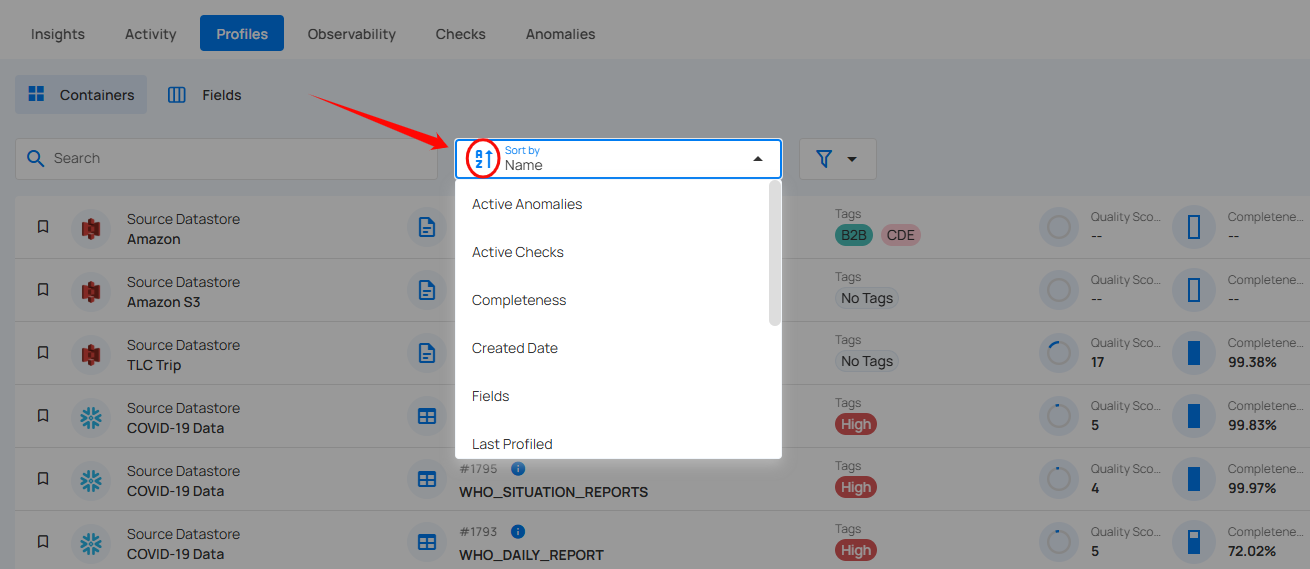 Insights Activity Profiles Observability Checks Anomalies
Containers Fields
Search
Sort by
Name
Active Anomalies
Active Checks
Completeness
Created Date
Fields
Last Profiled
Source Datastore
Amazon
Tags
B2B CDE
Quality Sco...
--
Completene...
--
Source Datastore
Amazon S3
Tags
No Tags
Quality Sco...
--
Completene...
--
Source Datastore
TLC Trip
Tags
No Tags
Quality Sco...
17
Completene...
99.38%
Source Datastore
COVID-19 Data
Tags
High
Quality Sco...
5
Completene...
99.83%
Source Datastore
COVID-19 Data
#1795
WHO_SITUATION_REPORTS
Tags
High
Quality Sco...
4
Completene...
99.97%
Source Datastore
COVID-19 Data
#1793
WHO_DAILY_REPORT
Tags
High
Quality Sco...
5
Completene...
72.02%